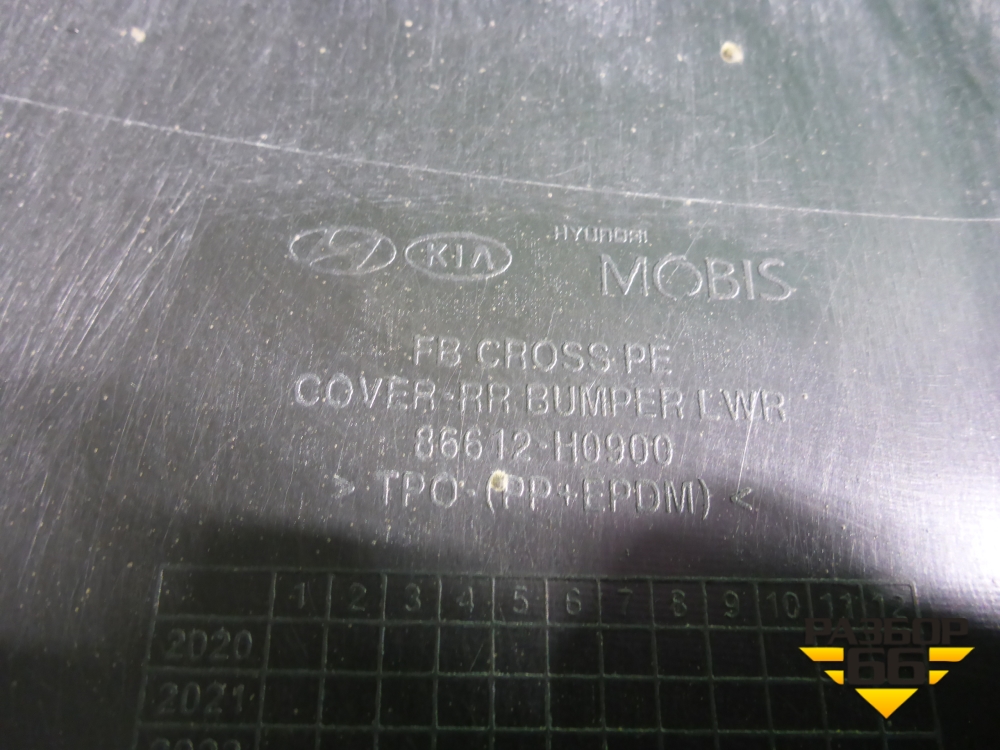 KIA
HYUNDAI
MOBIS
FB CROSS PE
COVER-RR BUMPER LWR
86612-H0900
> TPO-(PP+EPDM) <
1 2 3 4 5 6 7 8 9 10 11 12
2020
2021
РАЗБОР
66